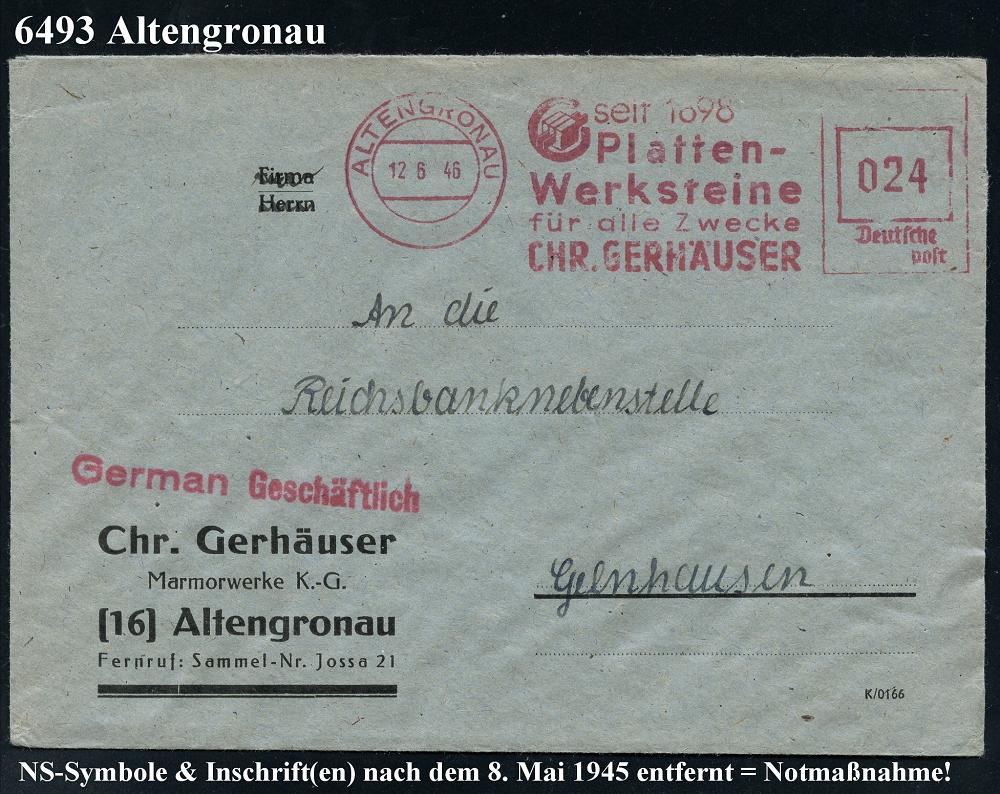 6493 Altengronau
ALTENGRONAU
12 6 46
seit 1898
Platten-
Werksteine
für alle Zwecke
CHR. GERHÄUSER
024
Deutsche
Post
Firma
Herrn
An die
Reichsbanknebenstelle
German Geschäftlich
Chr. Gerhäuser
Marmorwerke K.-G.
(16) Altengronau
Fernruf: Sammel-Nr. Jossa 21
Gelnhausen
K/0166
NS-Symbole & Inschrift(en) nach dem 8. Mai 1945 entfernt = Notmaßnahme!